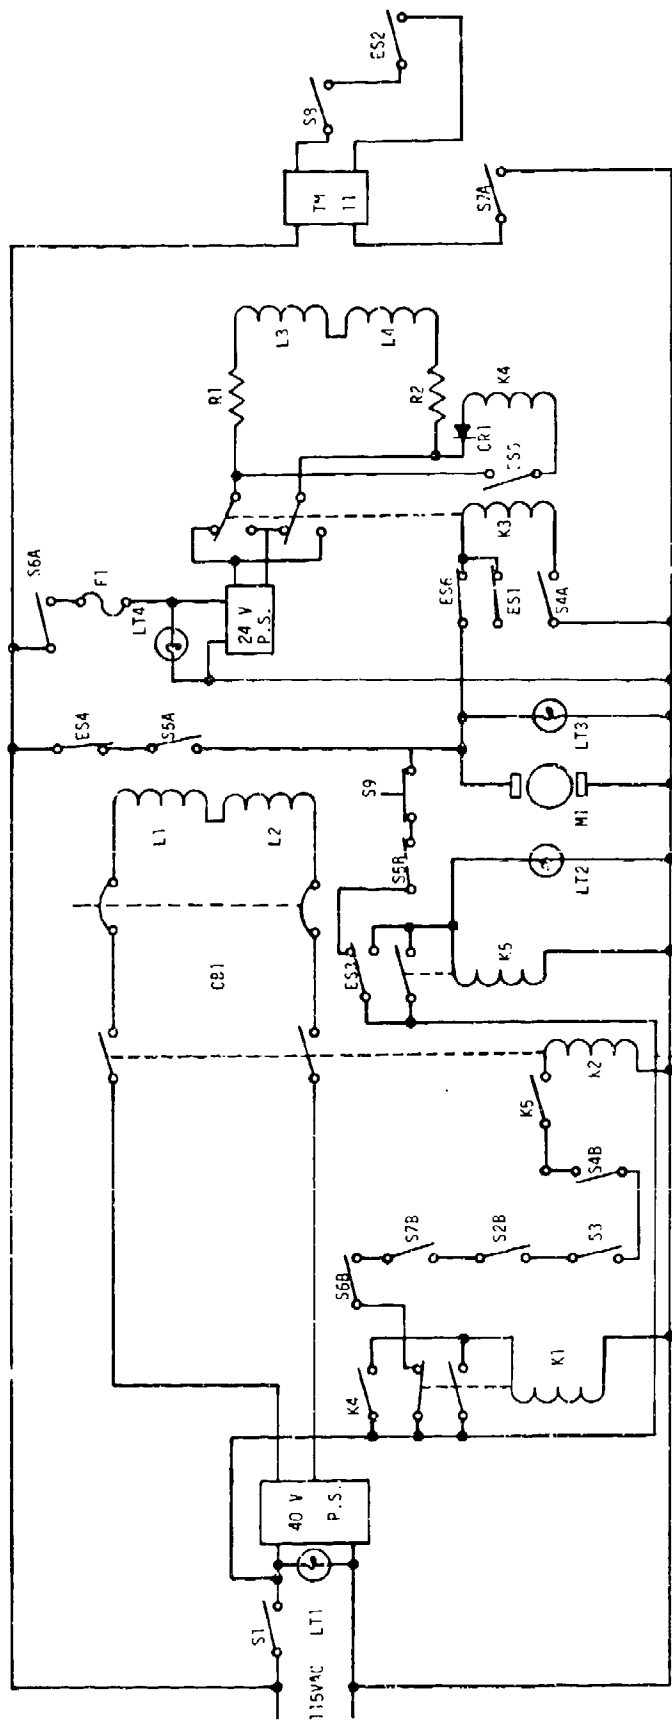 ES2
S8
TM
11
S7A
L3
L4
R1
R2
K4
CR1
ES5
K3
S6A
F1
LT4
24 V
P.S.
ES6
ES1
S4A
ES4
S5A
LT3
S9
M1
L1
L2
S5B
LT2
CB1
ES3
K5
K2
K5
S4B
S7B
S2B
S3
S6B
K4
K1
40 V
P.S.
S1
LT1
115VAC